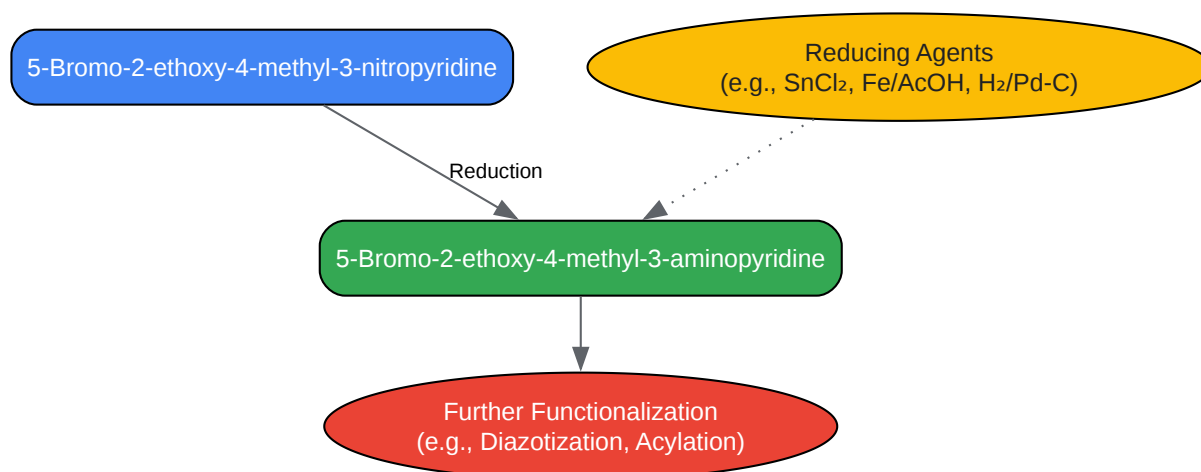 5-Bromo-2-ethoxy-4-methyl-3-nitropyridine
Reducing Agents
(e.g., SnCl₂, Fe/AcOH, H₂/Pd-C)
Reduction
5-Bromo-2-ethoxy-4-methyl-3-aminopyridine
Further Functionalization
(e.g., Diazotization, Acylation)